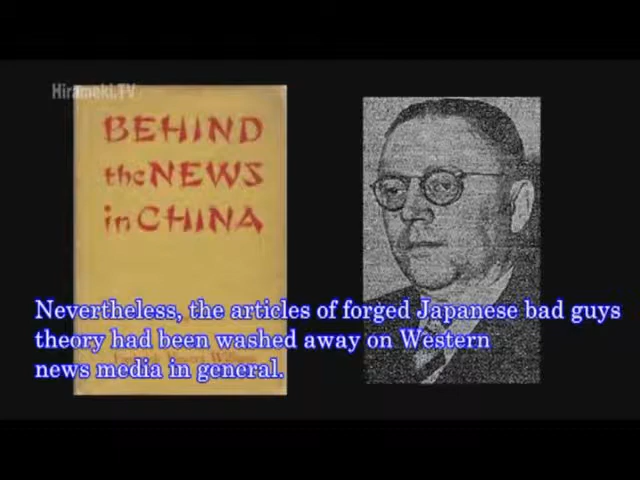 Hirameki.TV
BEHIND
the NEWS
in CHINA
Nevertheless, the articles of forged Japanese bad guys
theory had been washed away on Western
news media in general.